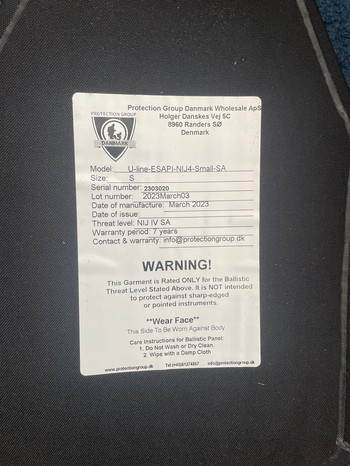 PROTECTION GROUP
DANMARK
Protection Group Danmark Wholesale ApS
Holger Danskes Vej 5C
8960 Randers SØ
Denmark
Model: U-line-ESAPI-NIJ4-Small-SA
Size: S
Serial number: 2303020
Lot number: 2023March03
Date of manufacture: March 2023
Date of issue:
Threat level: NIJ IV SA
Warranty period: 7 years
Contact & warranty: info@protectiongroup.dk
WARNING!
This Garment is Rated ONLY for the Ballistic
Threat Level Stated Above. It is NOT intended
to protect against sharp-edged
or pointed instruments.
**Wear Face**
This Side To Be Worn Against Body
Care Instructions for Ballistic Panel:
1. Do Not Wash or Dry Clean.
2. Wipe with a Damp Cloth
www.protectiongroup.dk info@protectiongroup.dk